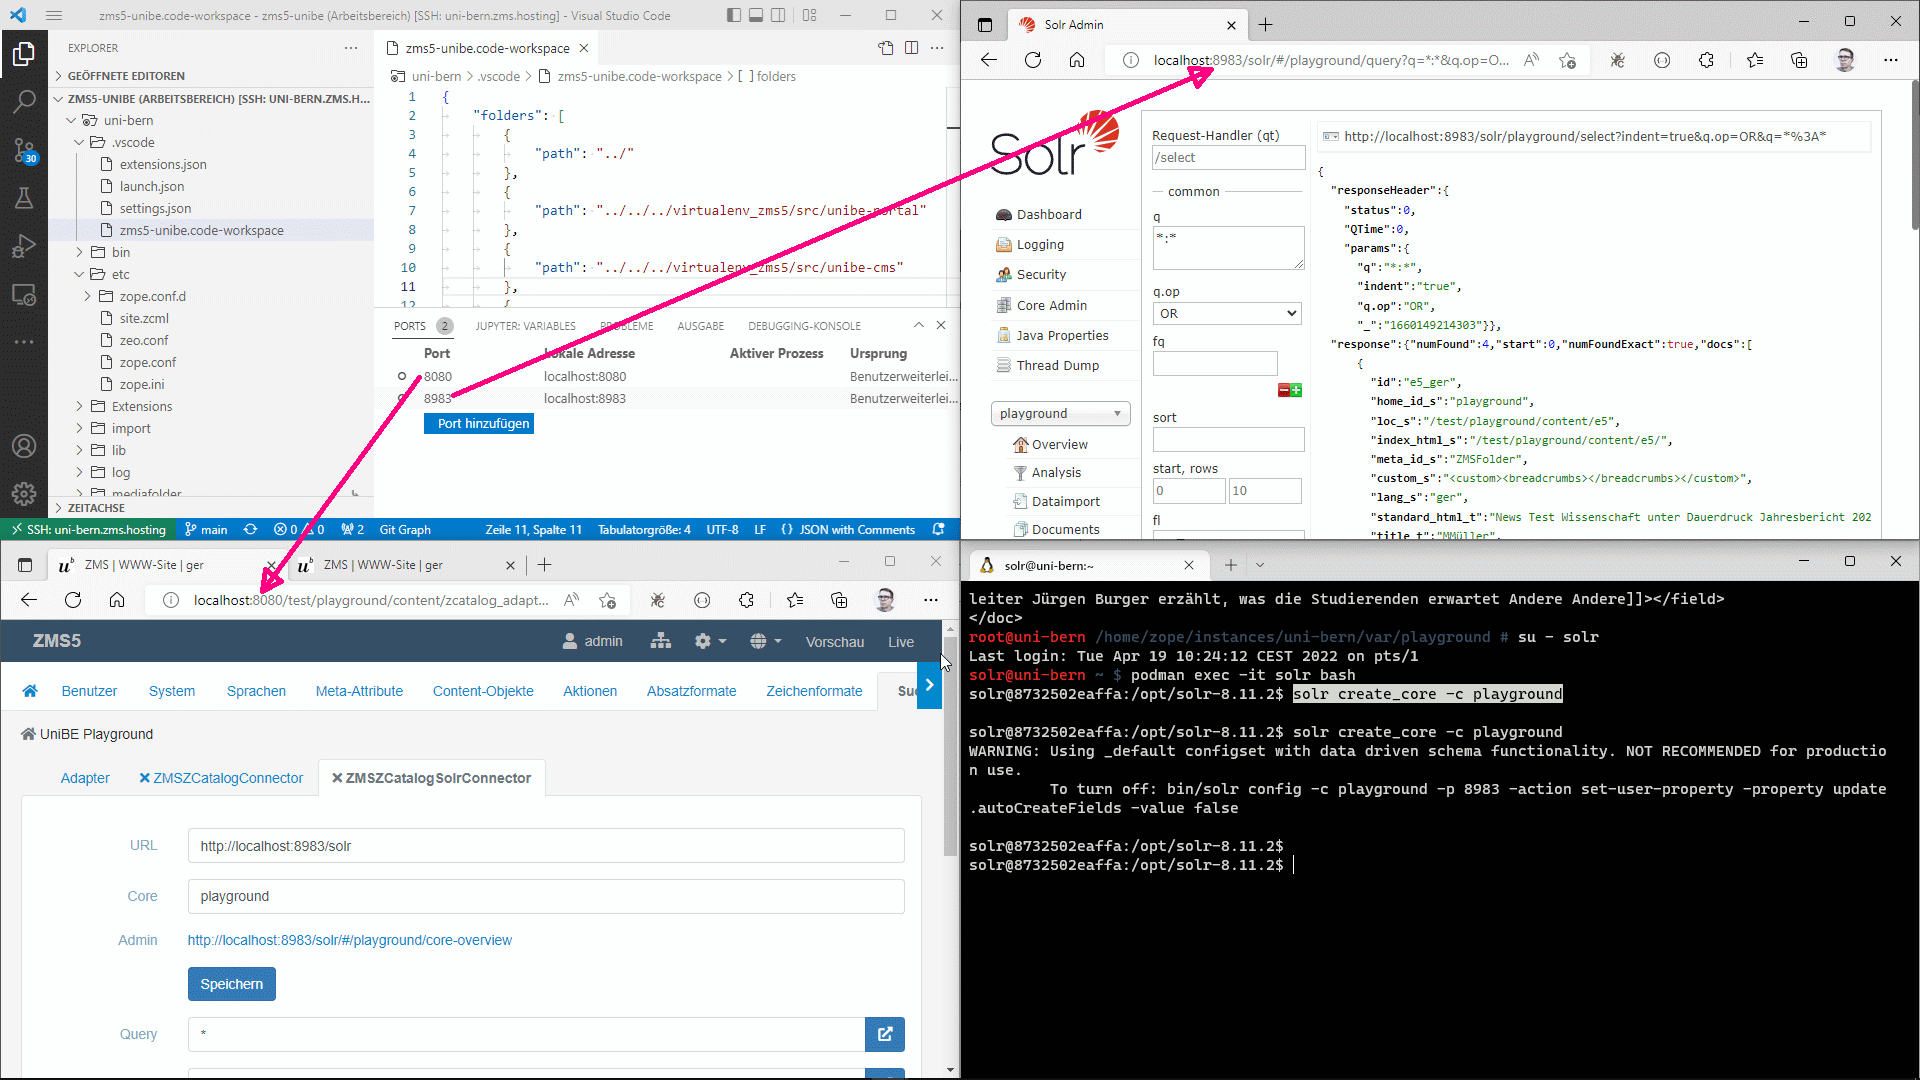 zms5-unibe.code-workspace - zms5-unibe (Arbeitsbereich) [SSH: uni-bern.zms.hosting] - Visual Studio Code
EXPLORER
GEÖFFNETE EDITOREN
ZMS5-UNIBE (ARBEITSBEREICH) [SSH: UNI-BERN.ZMS.H...
uni-bern
.vscode
extensions.json
launch.json
settings.json
zms5-unibe.code-workspace
bin
etc
zope.conf.d
site.zcml
zeo.conf
zope.conf
zope.ini
Extensions
import
lib
log
mediafolder
ZEITACHSE
30
zms5-unibe.code-workspace
uni-bern > .vscode > zms5-unibe.code-workspace > [ ] folders
1 {
2 "folders": [
3 {
4 "path": "../"
5 },
6 {
7 "path": "../../../virtualenv_zms5/src/unibe-portal"
8 },
9 {
10 "path": "../../../virtualenv_zms5/src/unibe-cms"
11 },
12 {
PORTS 2 JUPYTER: VARIABLES PROBLEME AUSGABE DEBUGGING-KONSOLE
Port Lokale Adresse Aktiver Prozess Ursprung
8080 localhost:8080 Benutzerweiterlei...
8983 localhost:8983 Benutzerweiterlei...
Port hinzufügen
SSH: uni-bern.zms.hosting main 0 0 2 Git Graph Zeile 11, Spalte 11 Tabulatorgröße: 4 UTF-8 LF {} JSON with Comments
Solr Admin
localhost:8983/solr/#/playground/query?q=*:*&q.op=O...
Solr
Dashboard
Logging
Security
Core Admin
Java Properties
Thread Dump
playground
Overview
Analysis
Dataimport
Documents
Request-Handler (qt)
/select
common
q
*:*
q.op
OR
fq
sort
start, rows
0 10
fl
http://localhost:8983/solr/playground/select?indent=true&q.op=OR&q=*%3A*
{
"responseHeader":{
"status":0,
"QTime":0,
"params":{
"q":"*:*",
"indent":"true",
"q.op":"OR",
"_":"1660149214303"}},
"response":{"numFound":4,"start":0,"numFoundExact":true,"docs":[
{
"id":"e5_ger",
"home_id_s":"playground",
"loc_s":"/test/playground/content/e5",
"index_html_s":"/test/playground/content/e5/",
"meta_id_s":"ZMSFolder",
"custom_s":"<custom><breadcrumbs></breadcrumbs></custom>",
"lang_s":"ger",
"standard_html_t":"News Test Wissenschaft unter Dauerdruck Jahresbericht 202
"title_t":"MMüller",
ZMS | WWW-Site | ger
ZMS | WWW-Site | ger
localhost:8080/test/playground/content/zcatalog_adapt...
ZMS5 admin Vorschau Live
Benutzer System Sprachen Meta-Attribute Content-Objekte Aktionen Absatzformate Zeichenformate Su
UniBE Playground
Adapter ZMSZCatalogConnector ZMSZCatalogSolrConnector
URL http://localhost:8983/solr
Core playground
Admin http://localhost:8983/solr/#/playground/core-overview
Speichern
Query *
solr@uni-bern:~
leiter Jürgen Burger erzählt, was die Studierenden erwartet Andere Andere]]></field>
</doc>
root@uni-bern /home/zope/instances/uni-bern/var/playground # su - solr
Last login: Tue Apr 19 10:24:12 CEST 2022 on pts/1
solr@uni-bern ~ $ podman exec -it solr bash
solr@8732502eaffa:/opt/solr-8.11.2$ solr create_core -c playground
solr@8732502eaffa:/opt/solr-8.11.2$ solr create_core -c playground
WARNING: Using _default configset with data driven schema functionality. NOT RECOMMENDED for productio
n use.
To turn off: bin/solr config -c playground -p 8983 -action set-user-property -property update
.autoCreateFields -value false
solr@8732502eaffa:/opt/solr-8.11.2$
solr@8732502eaffa:/opt/solr-8.11.2$